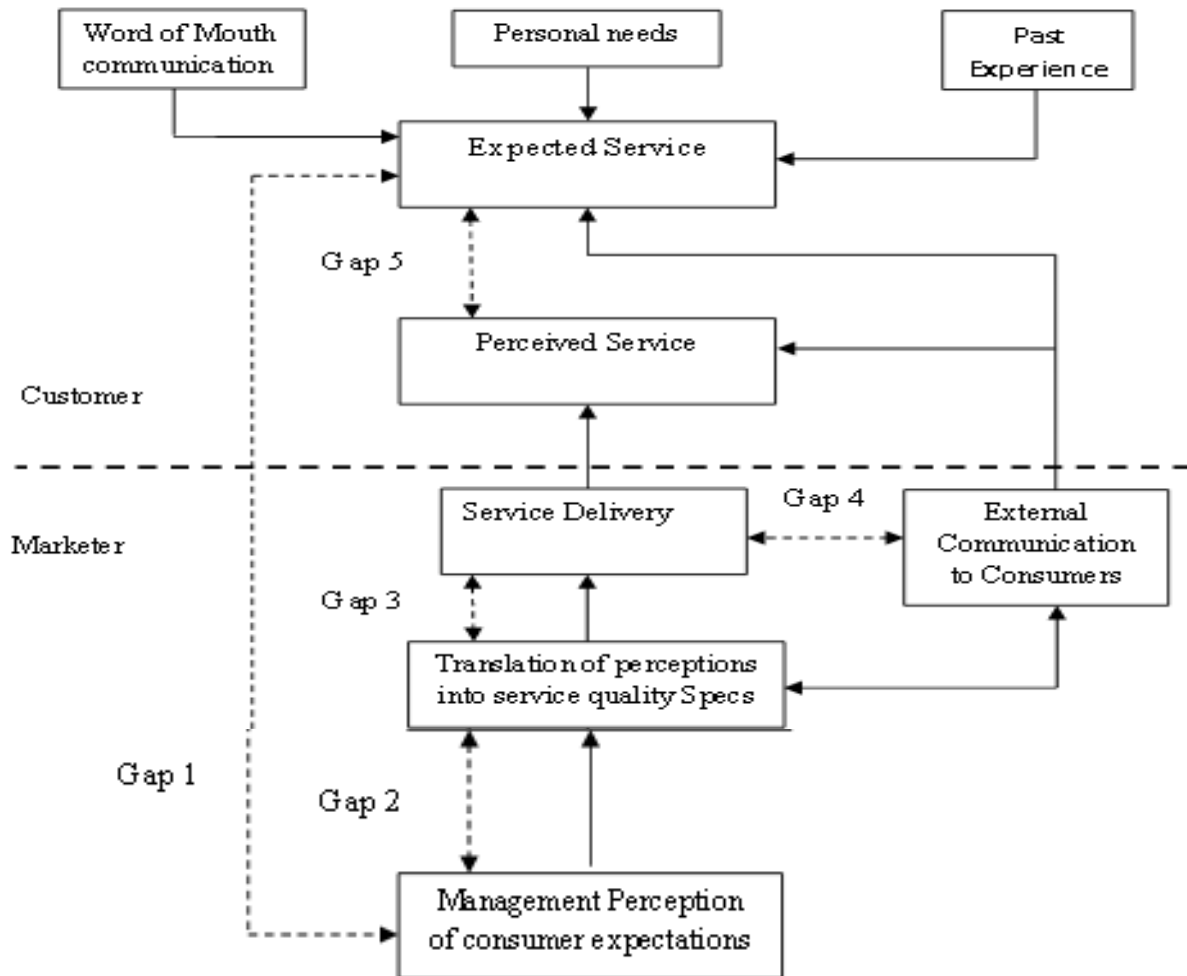 Word of Mouth
communication
Personal needs
Past
Experience
Expected Service
Gap 5
Perceived Service
Customer
Service Delivery
Gap 4
External
Communication
to Consumers
Marketer
Gap 3
Translation of perceptions
into service quality Specs
Gap 1
Gap 2
Management Perception
of consumer expectations